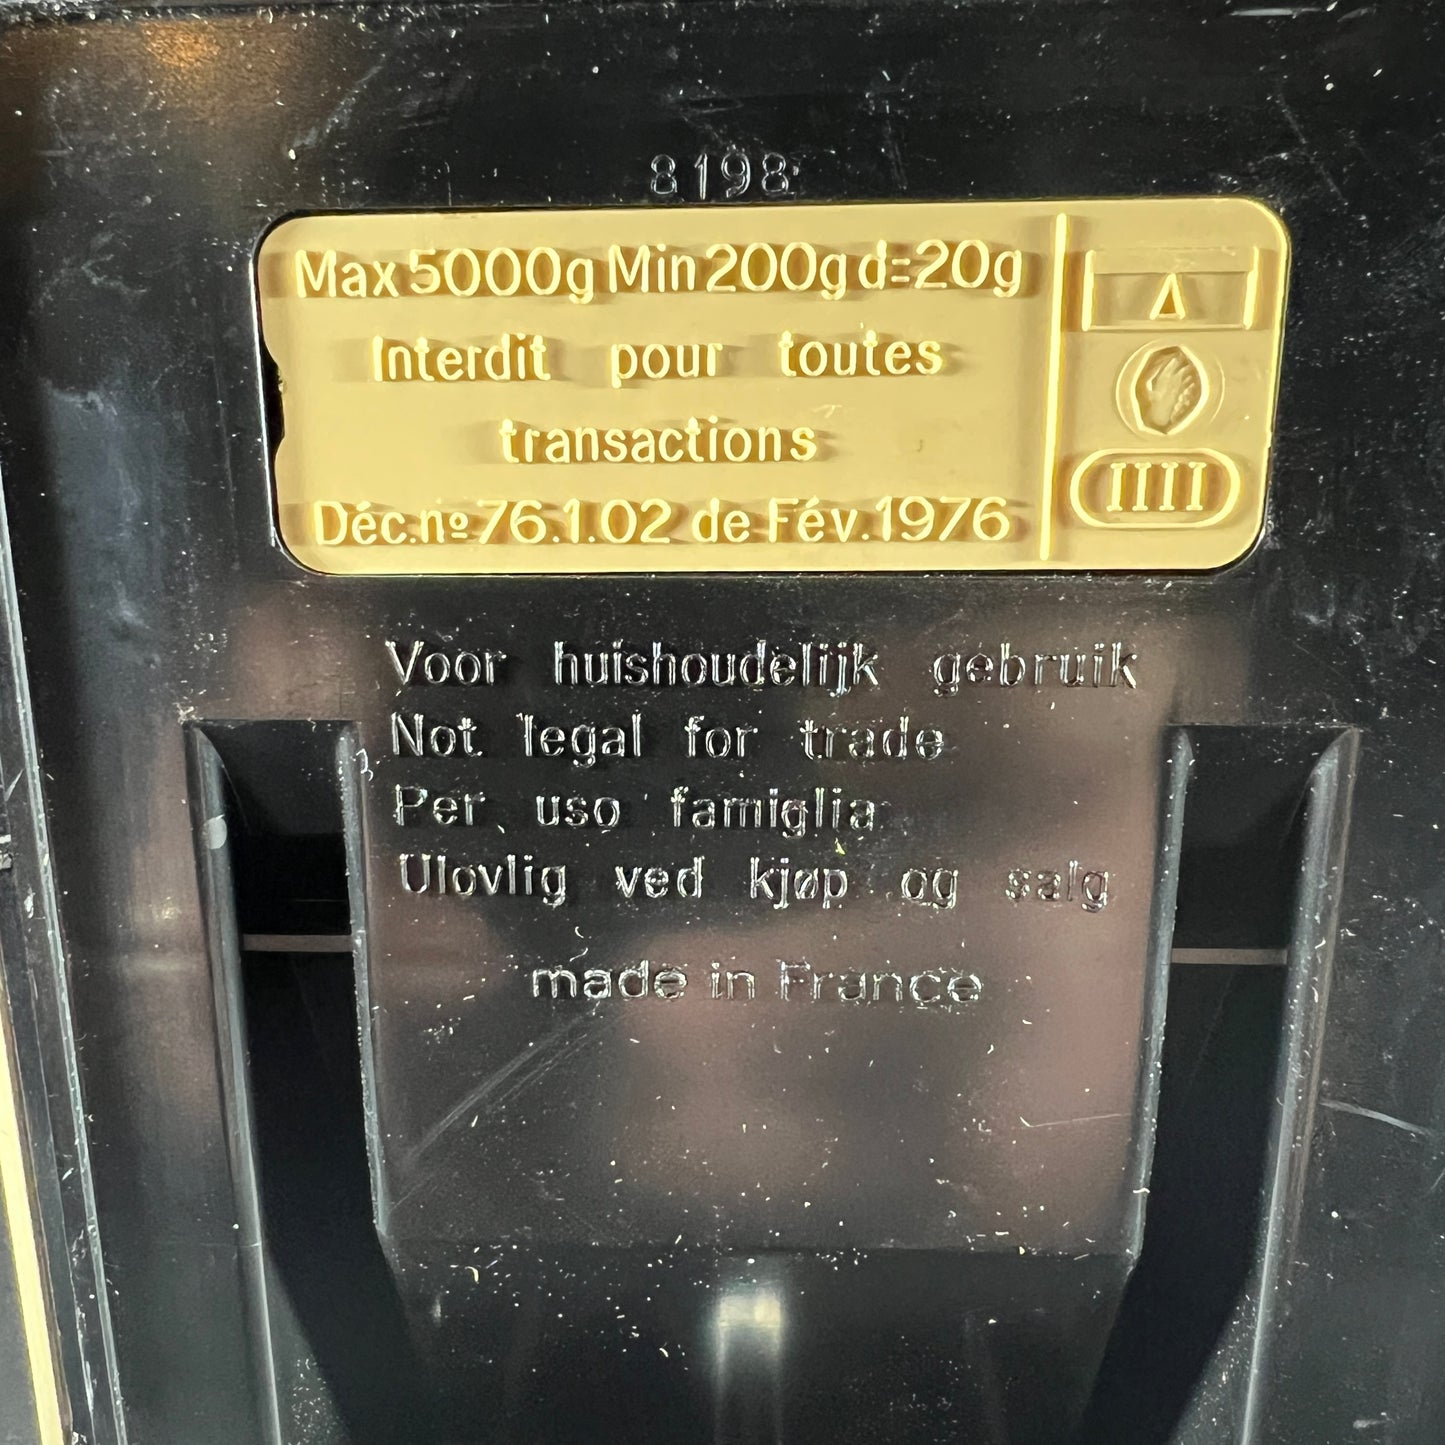 8198
Max 5000g Min 200g d=20g
Interdit pour toutes
transactions
Déc.nº76.1.02 de Fév.1976
A
IIII
Voor huishoudelijk gebruik
Not legal for trade
Per uso famiglia
Ulovlig ved kjøp og salg
made in France